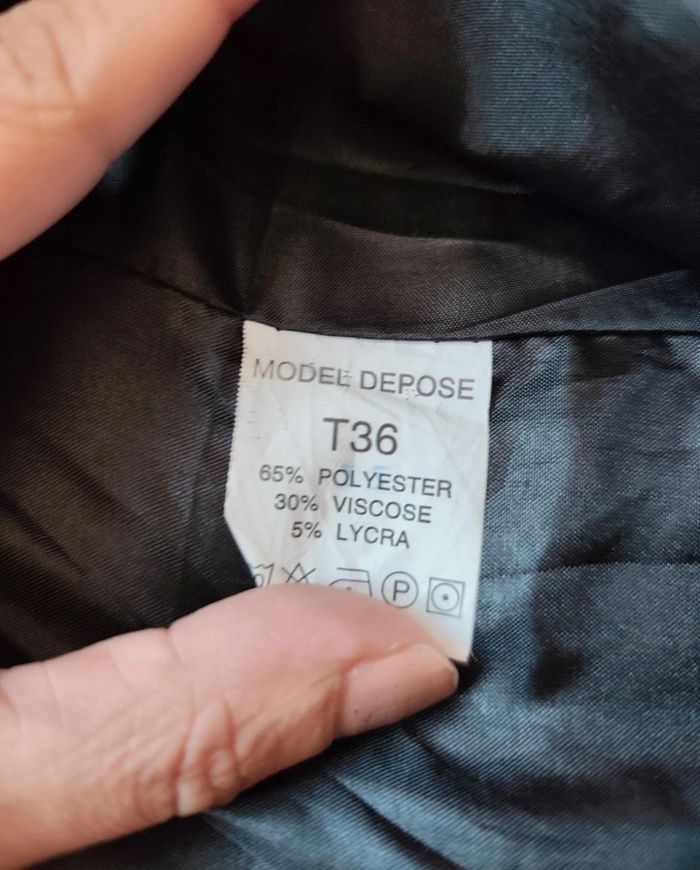 MODEL DEPOSE
T36
65% POLYESTER
30% VISCOSE
5% LYCRA
P